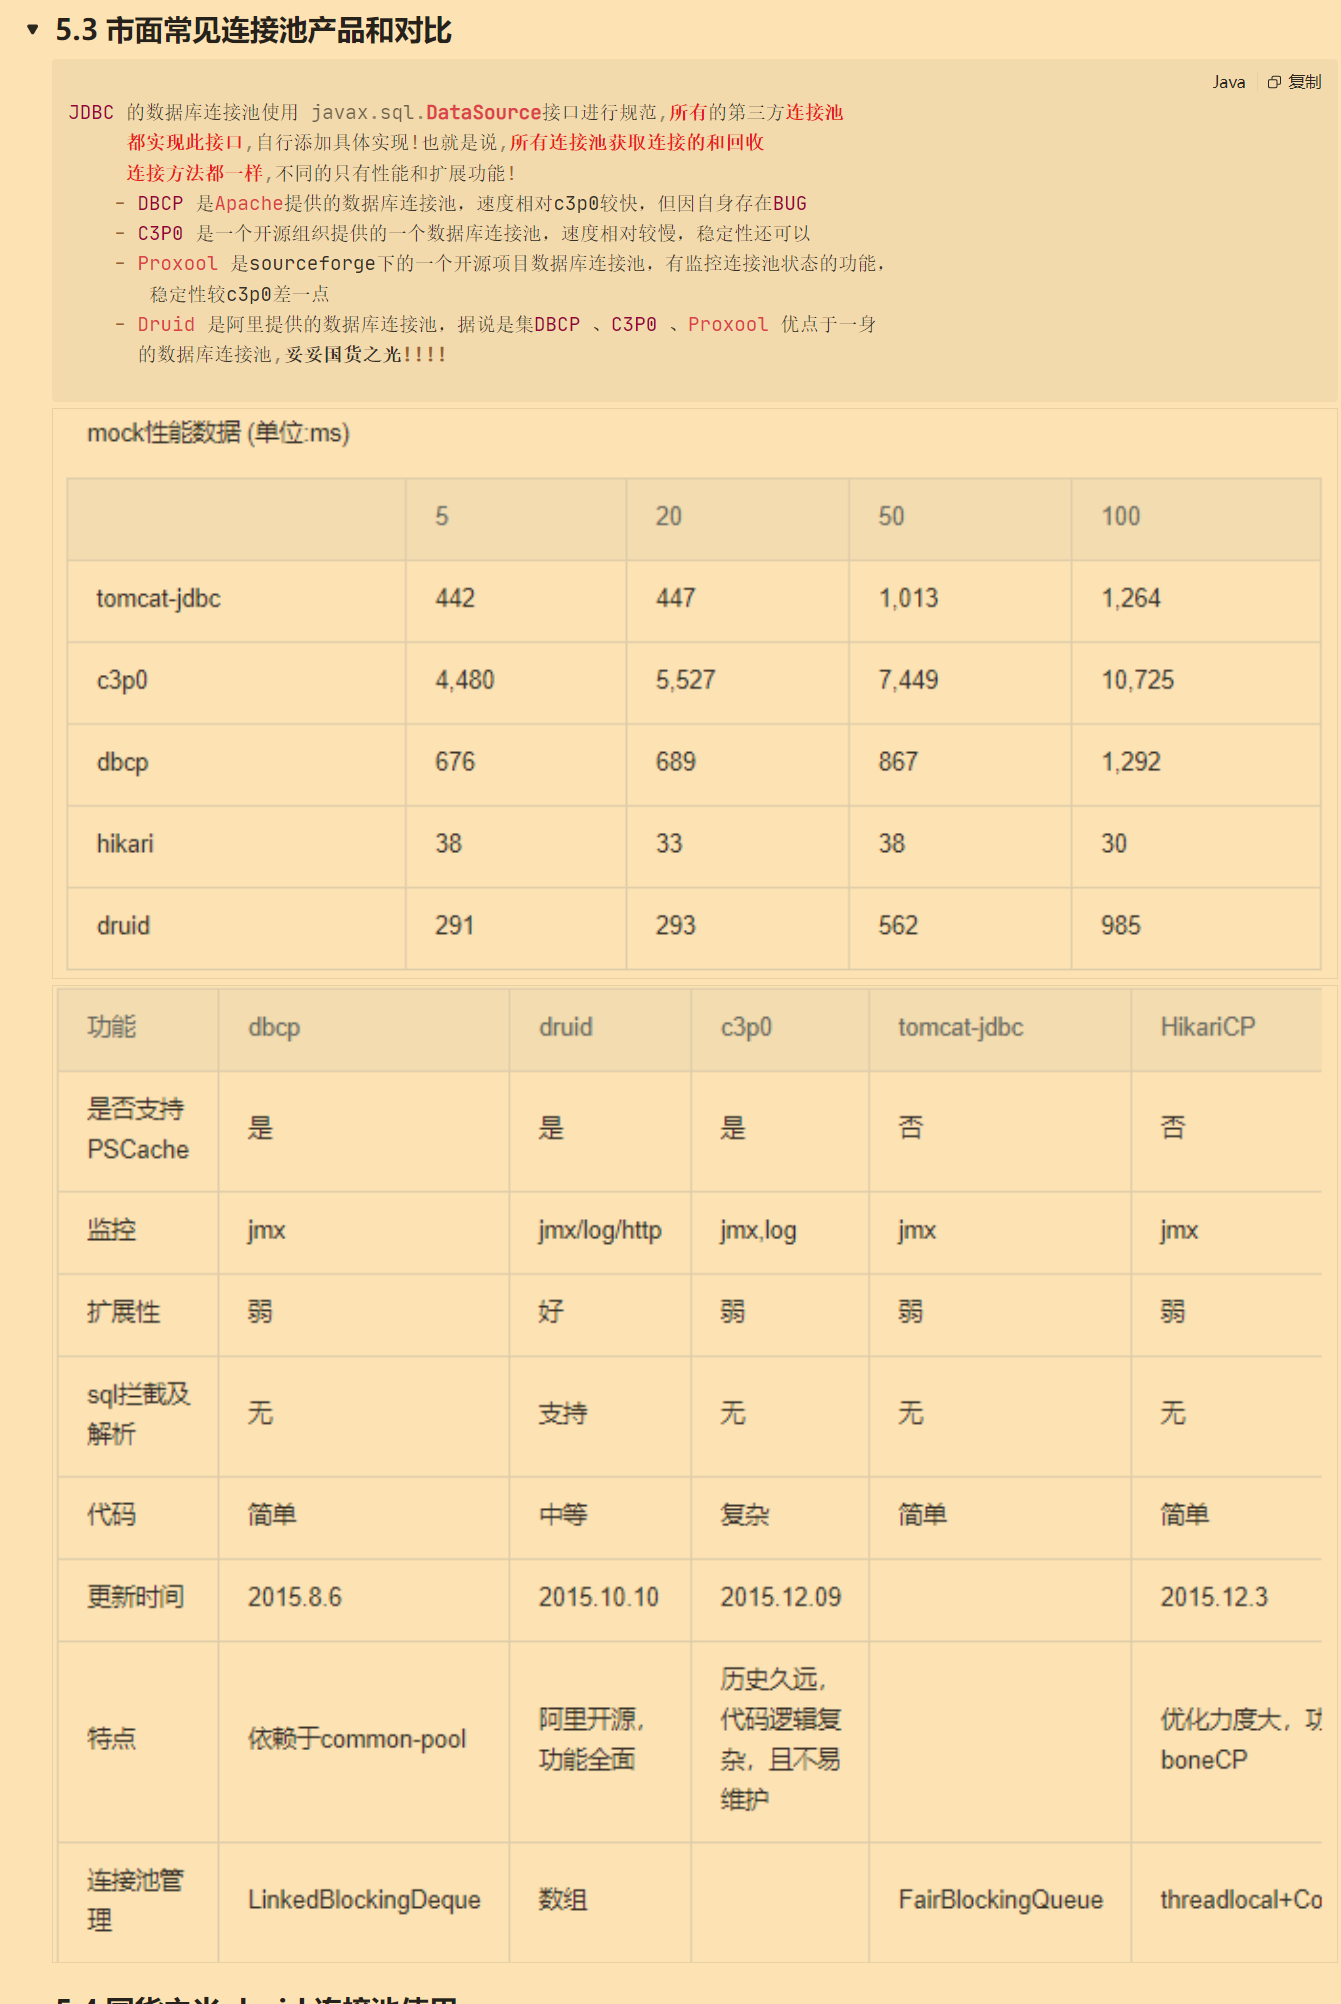 5.3 市面常见连接池产品和对比
Java 复制
JDBC 的数据库连接池使用 javax.sql.DataSource接口进行规范,所有的第三方连接池
都实现此接口,自行添加具体实现!也就是说,所有连接池获取连接的和回收
连接方法都一样,不同的只有性能和扩展功能!
- DBCP 是Apache提供的数据库连接池，速度相对c3p0较快，但因自身存在BUG
- C3P0 是一个开源组织提供的一个数据库连接池，速度相对较慢，稳定性还可以
- Proxool 是sourceforge下的一个开源项目数据库连接池，有监控连接池状态的功能，
稳定性较c3p0差一点
- Druid 是阿里提供的数据库连接池，据说是集DBCP 、C3P0 、Proxool 优点于一身
的数据库连接池,妥妥国货之光!!!!
mock性能数据 (单位:ms)
5 20 50 100
tomcat-jdbc 442 447 1,013 1,264
c3p0 4,480 5,527 7,449 10,725
dbcp 676 689 867 1,292
hikari 38 33 38 30
druid 291 293 562 985
功能 dbcp druid c3p0 tomcat-jdbc HikariCP
是否支持
PSCache 是 是 是 否 否
监控 jmx jmx/log/http jmx,log jmx jmx
扩展性 弱 好 弱 弱 弱
sql拦截及
解析 无 支持 无 无 无
代码 简单 中等 复杂 简单 简单
更新时间 2015.8.6 2015.10.10 2015.12.09 2015.12.3
特点 依赖于common-pool
阿里开源，
功能全面
历史久远，
代码逻辑复
杂，且不易
维护
优化力度大，功
boneCP
连接池管
理 LinkedBlockingDeque 数组 FairBlockingQueue threadlocal+Co
5.4 国货之光 druid 连接池使用